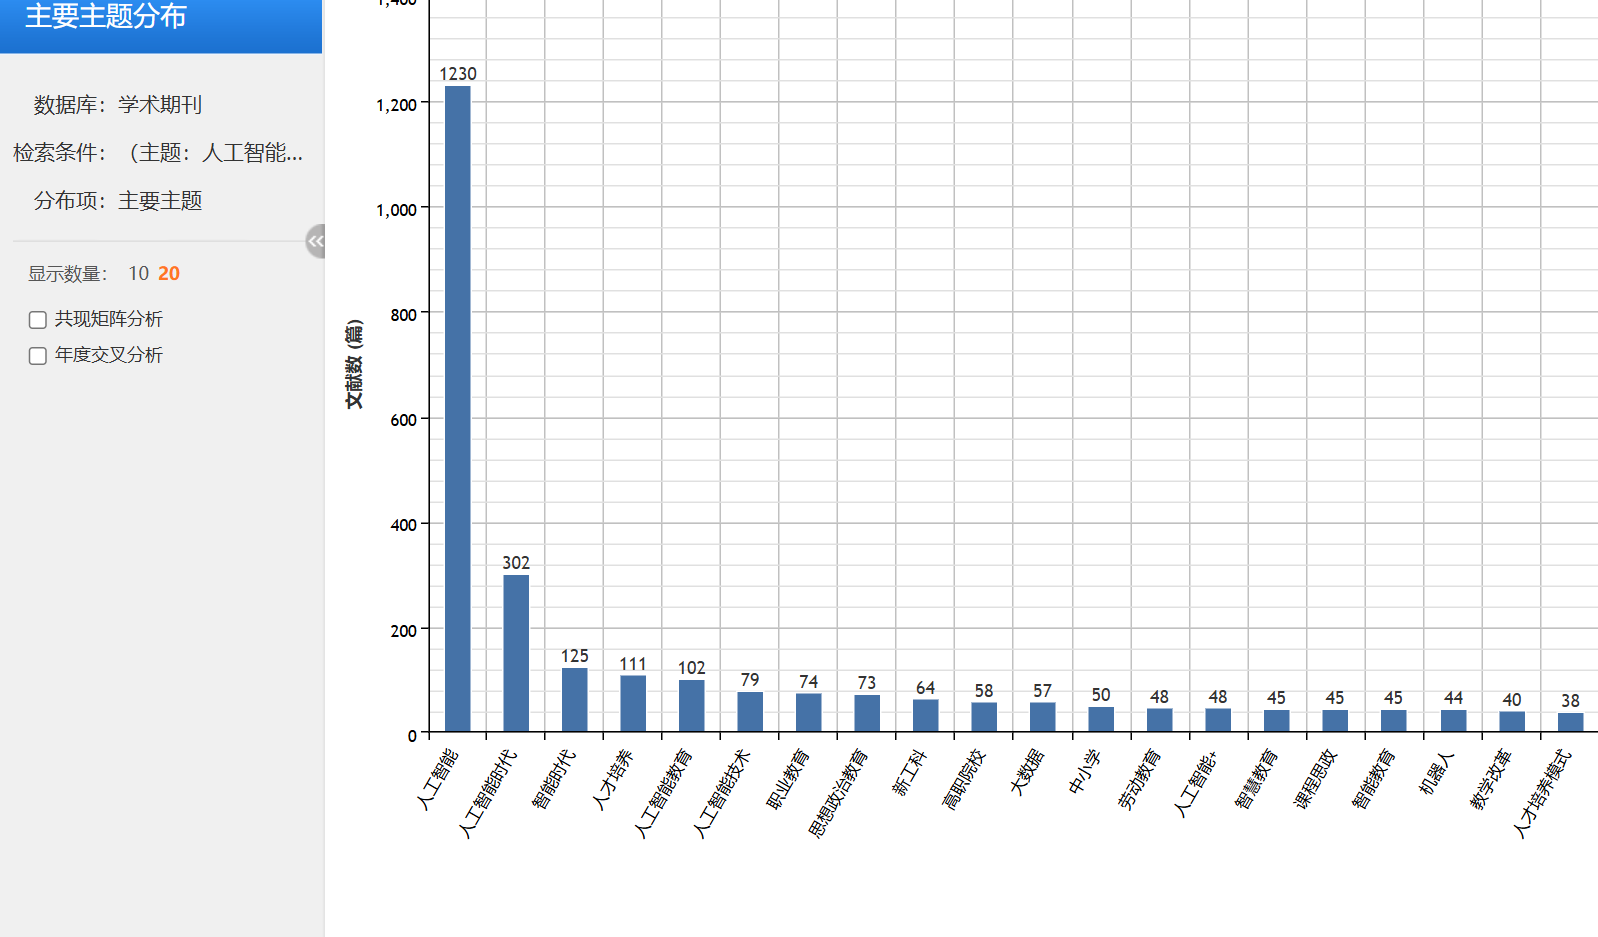 主要主题分布
数据库：学术期刊
检索条件：（主题：人工智能...
分布项：主要主题
显示数量： 10 20
共现矩阵分析
年度交叉分析
文献数 (篇)
1,400
1,200
1,000
800
600
400
200
0
1230
302
125
111
102
79
74
73
64
58
57
50
48
48
45
45
45
44
40
38
人工智能
人工智能时代
智能时代
人才培养
人工智能教育
人工智能技术
职业教育
思想政治教育
新工科
高职院校
大数据
中小学
劳动教育
人工智能+
智慧教育
课程思政
智能教育
机器人
教学改革
人才培养模式